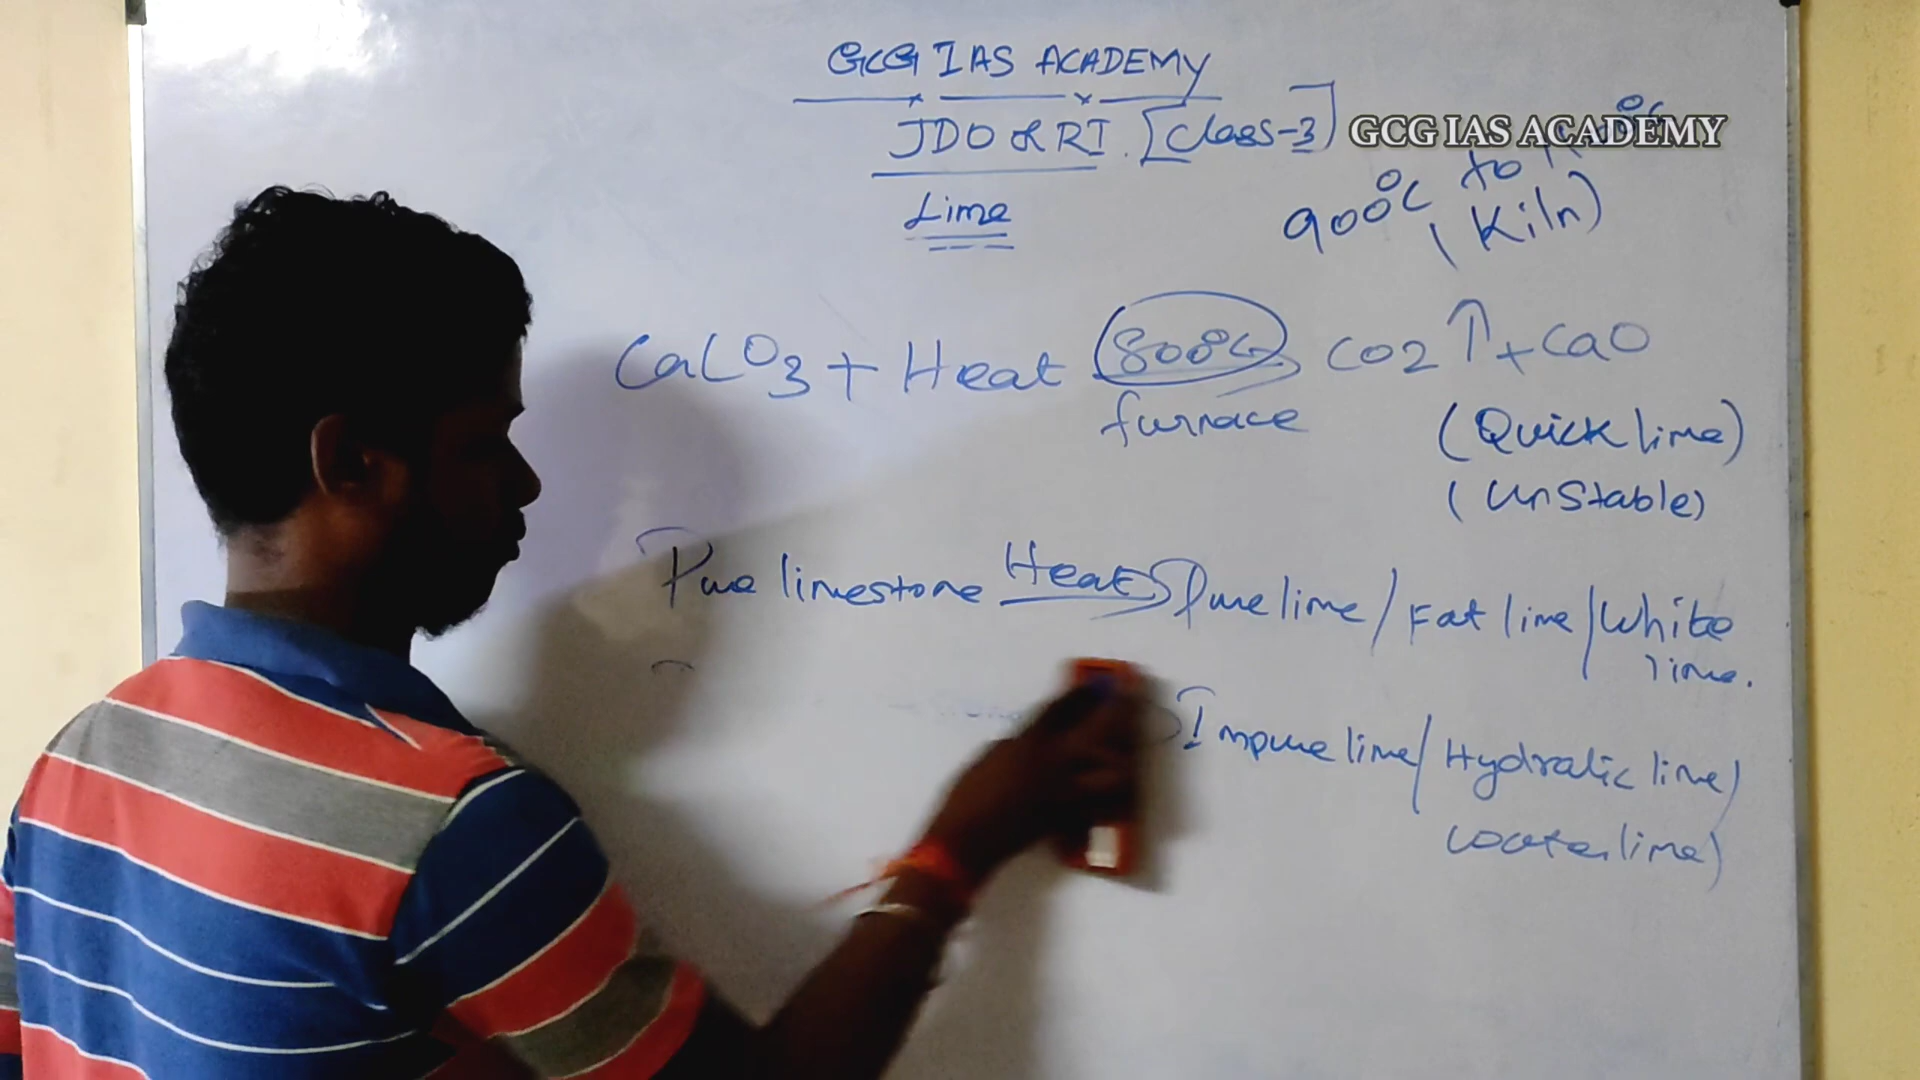 GCG IAS ACADEMY
JDO & RI [Class-3]
GCG IAS ACADEMY
Lime
900°C to
(Kiln)
CaCO3 + Heat 800°C CO2 ↑ + CaO
furnace
(Quick lime)
(Unstable)
Pure limestone Heat Pure lime / Fat lime / White
lime.
Impure lime / Hydralic lime /
water lime)